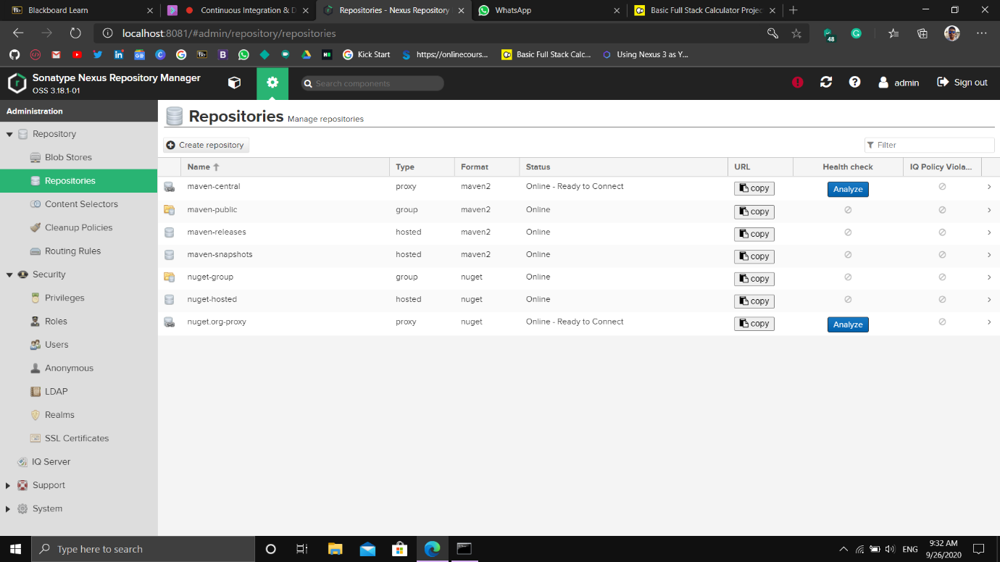 Blackboard Learn
Continuous Integration & D
Repositories - Nexus Repository
WhatsApp
Basic Full Stack Calculator Projec
localhost:8081/#admin/repository/repositories
48
Kick Start
https://onlinecours...
Basic Full Stack Calc...
Using Nexus 3 as Y...
Sonatype Nexus Repository Manager
OSS 3.18.1-01
Search components
admin
Sign out
Administration
Repository
Blob Stores
Repositories
Content Selectors
Cleanup Policies
Routing Rules
Security
Privileges
Roles
Users
Anonymous
LDAP
Realms
SSL Certificates
IQ Server
Support
System
Repositories Manage repositories
Create repository
Filter
Name Type Format Status URL Health check IQ Policy Viola...
maven-central proxy maven2 Online - Ready to Connect copy Analyze
maven-public group maven2 Online copy
maven-releases hosted maven2 Online copy
maven-snapshots hosted maven2 Online copy
nuget-group group nuget Online copy
nuget-hosted hosted nuget Online copy
nuget.org-proxy proxy nuget Online - Ready to Connect copy Analyze
Type here to search
ENG
9:32 AM
9/26/2020